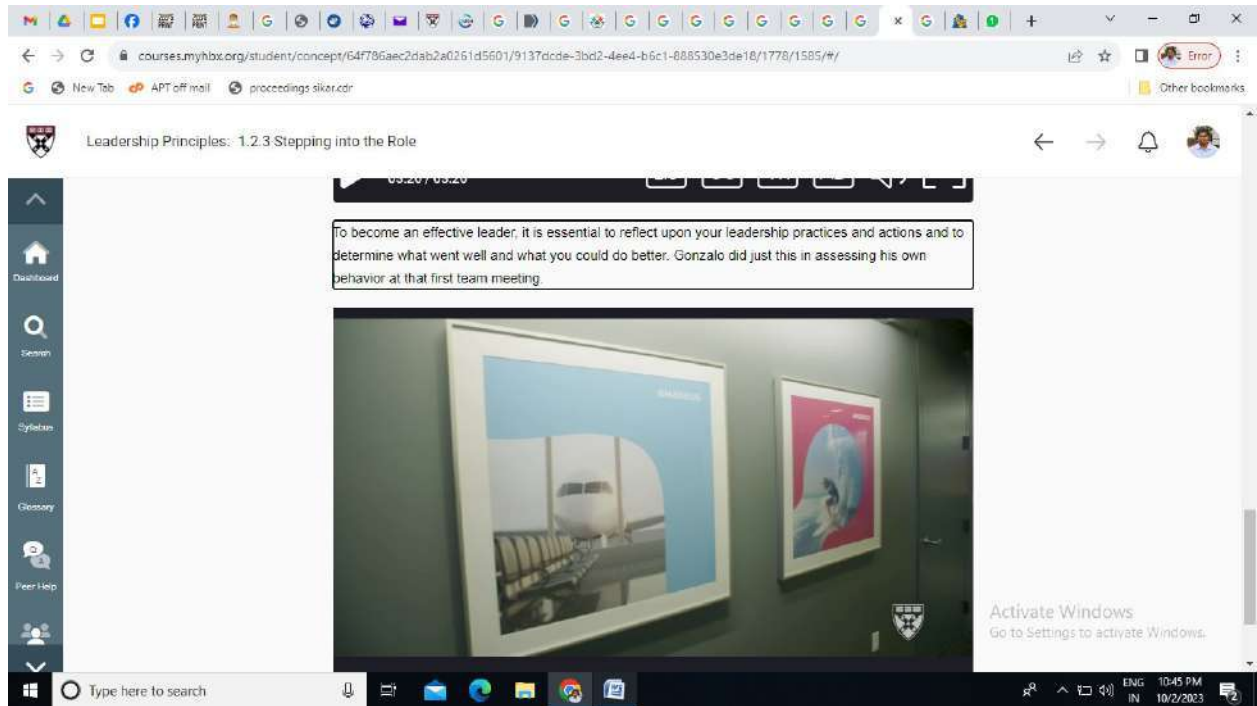 courses.myhbx.org/student/concept/64f786aec2dab2a0261d5601/9137dcde-3bd2-4ee4-b6c1-888530e3de18/1778/1585/#/
Error
New Tab APT off mail proceedings sikar.cdr Other bookmarks
Leadership Principles: 1.2.3 Stepping into the Role
03:20 / 03:20
To become an effective leader, it is essential to reflect upon your leadership practices and actions and to
determine what went well and what you could do better. Gonzalo did just this in assessing his own
behavior at that first team meeting.
Dashboard
Search
Syllabus
Glossary
Peer Help
Activate Windows
Go to Settings to activate Windows.
Type here to search
ENG 10:45 PM
IN 10/2/2023